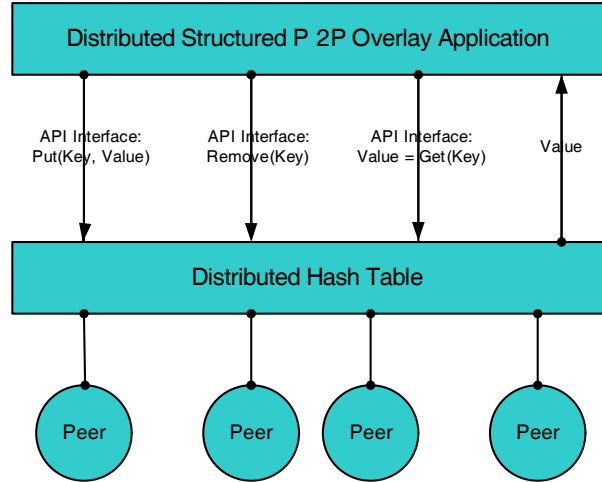 Distributed Structured P 2P Overlay Application
API Interface:
Put(Key, Value)
API Interface:
Remove(Key)
API Interface:
Value = Get(Key)
Value
Distributed Hash Table
Peer
Peer
Peer
Peer